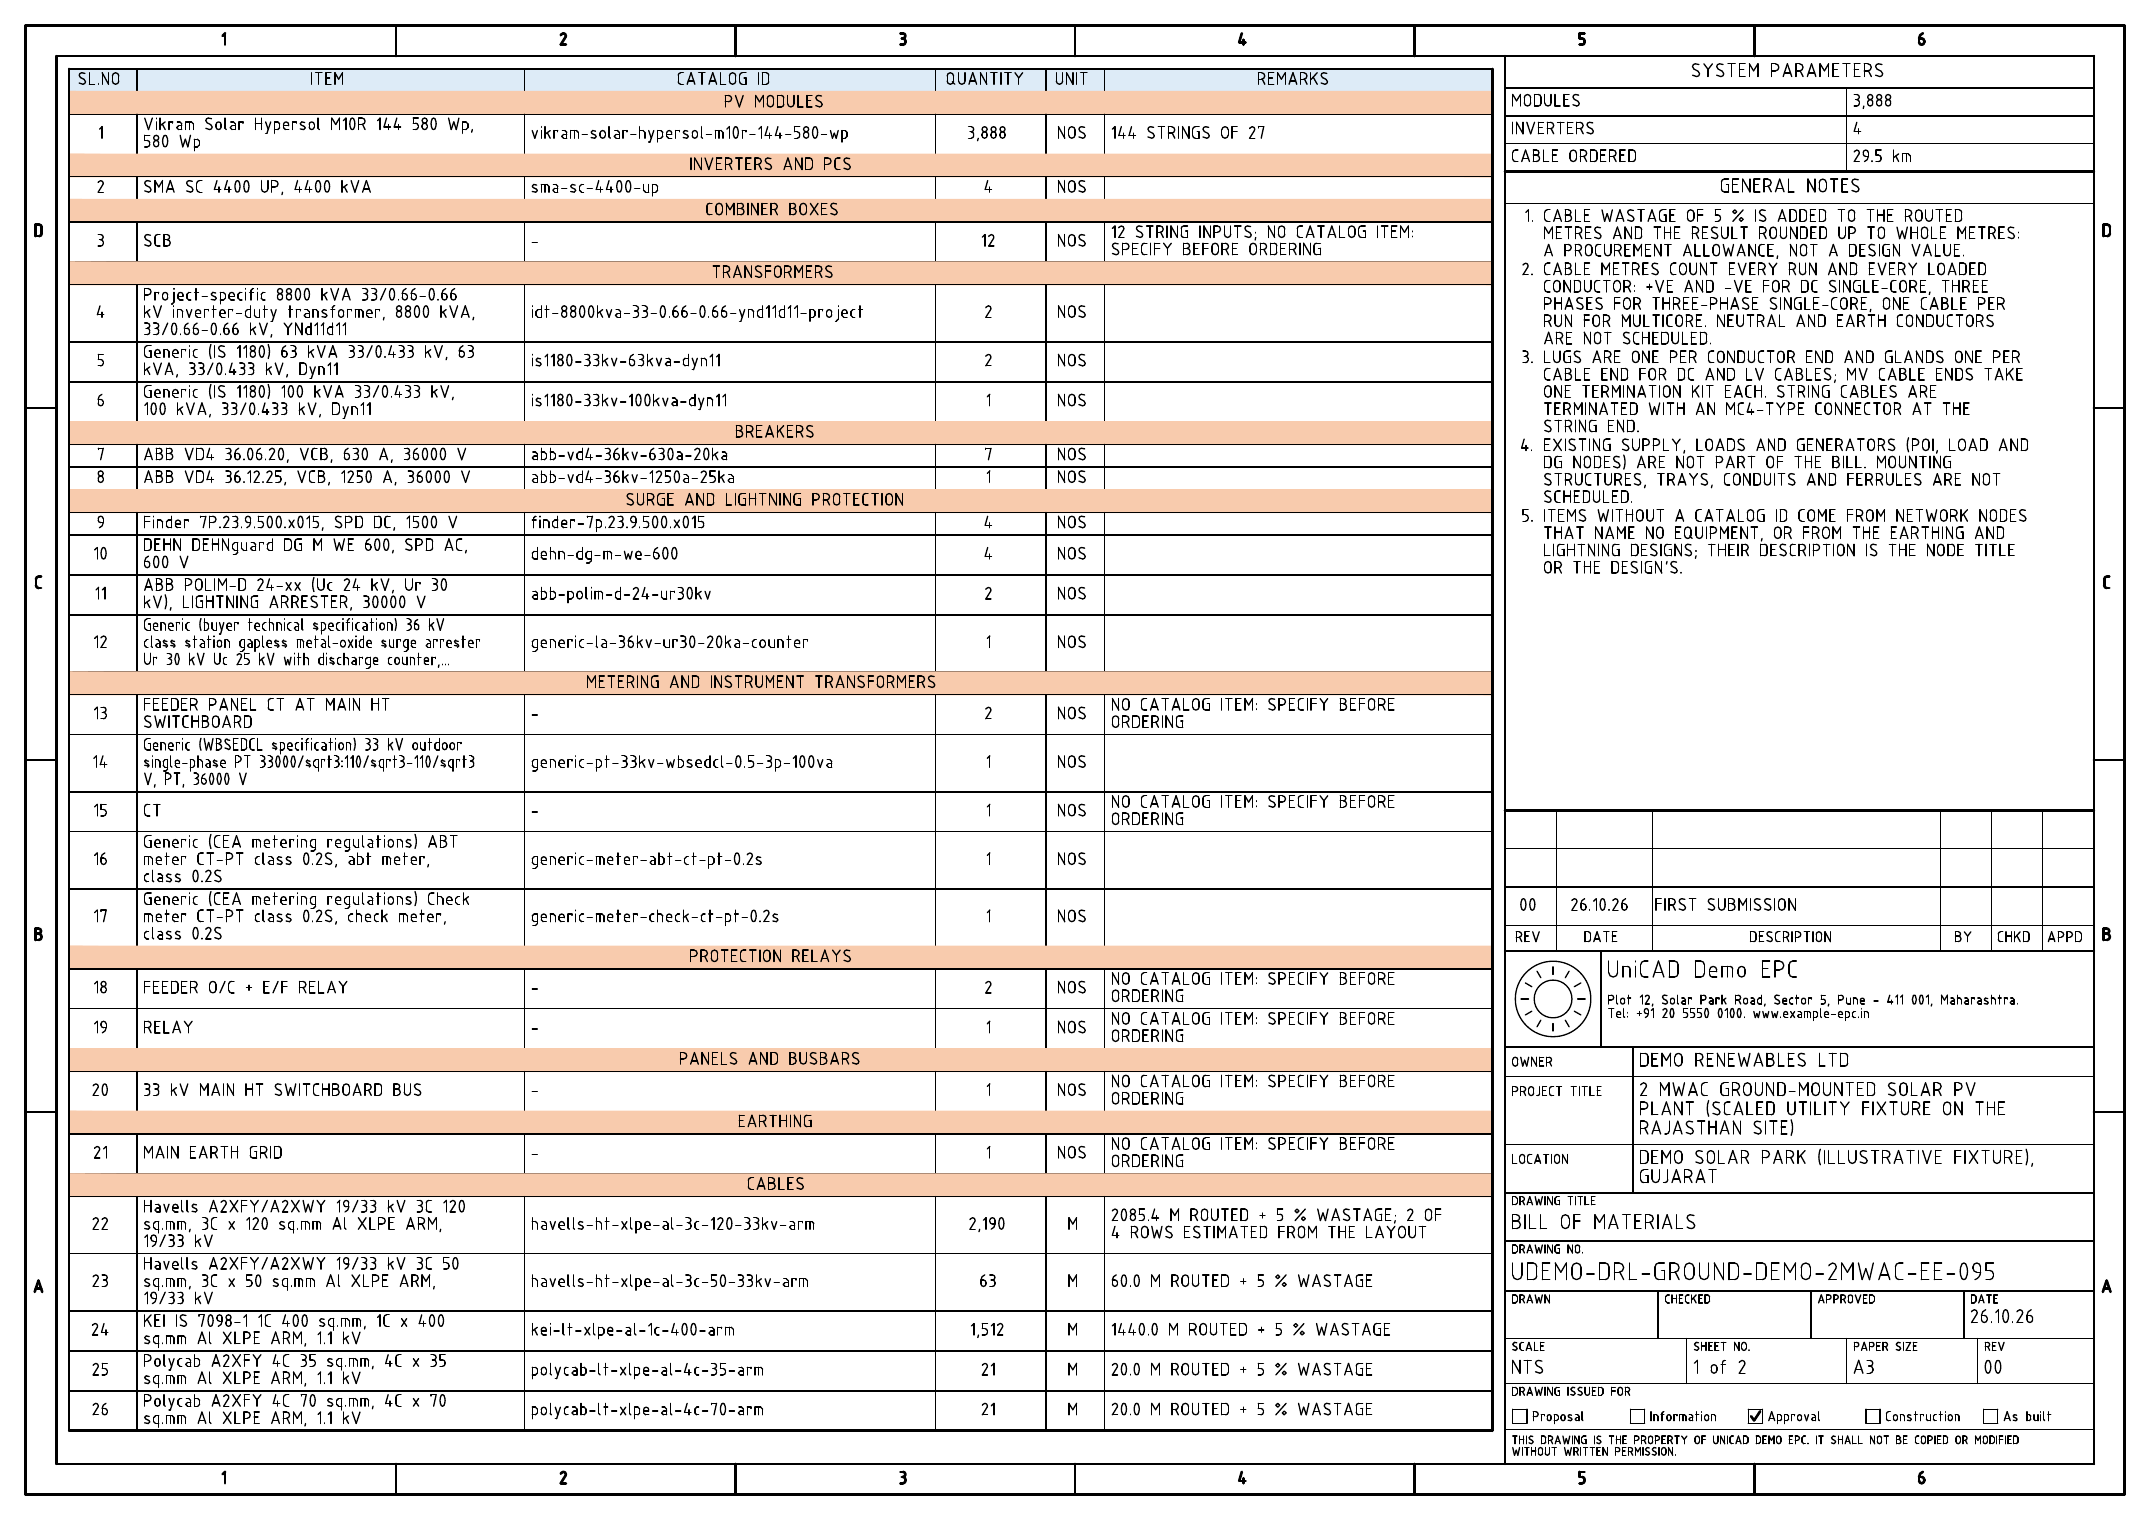 1 2 3 4 5 6
SL.NO ITEM CATALOG ID QUANTITY UNIT REMARKS
PV MODULES
1 Vikram Solar Hypersol M10R 144 580 Wp, 580 Wp vikram-solar-hypersol-m10r-144-580-wp 3,888 NOS 144 STRINGS OF 27
INVERTERS AND PCS
2 SMA SC 4400 UP, 4400 kVA sma-sc-4400-up 4 NOS
COMBINER BOXES
3 SCB - 12 NOS 12 STRING INPUTS; NO CATALOG ITEM: SPECIFY BEFORE ORDERING
TRANSFORMERS
4 Project-specific 8800 kVA 33/0.66-0.66 kV inverter-duty transformer, 8800 kVA, 33/0.66-0.66 kV, YNd11d11 idt-8800kva-33-0.66-0.66-ynd11d11-project 2 NOS
5 Generic (IS 1180) 63 kVA 33/0.433 kV, 63 kVA, 33/0.433 kV, Dyn11 is1180-33kv-63kva-dyn11 2 NOS
6 Generic (IS 1180) 100 kVA 33/0.433 kV, 100 kVA, 33/0.433 kV, Dyn11 is1180-33kv-100kva-dyn11 1 NOS
BREAKERS
7 ABB VD4 36.06.20, VCB, 630 A, 36000 V abb-vd4-36kv-630a-20ka 7 NOS
8 ABB VD4 36.12.25, VCB, 1250 A, 36000 V abb-vd4-36kv-1250a-25ka 1 NOS
SURGE AND LIGHTNING PROTECTION
9 Finder 7P.23.9.500.x015, SPD DC, 1500 V finder-7p.23.9.500.x015 4 NOS
10 DEHN DEHNguard DG M WE 600, SPD AC, 600 V dehn-dg-m-we-600 4 NOS
11 ABB POLIM-D 24-xx (Uc 24 kV, Ur 30 kV), LIGHTNING ARRESTER, 30000 V abb-polim-d-24-ur30kv 2 NOS
12 Generic (buyer technical specification) 36 kV class station gapless metal-oxide surge arrester Ur 30 kV Uc 25 kV with discharge counter,... generic-la-36kv-ur30-20ka-counter 1 NOS
METERING AND INSTRUMENT TRANSFORMERS
13 FEEDER PANEL CT AT MAIN HT SWITCHBOARD - 2 NOS NO CATALOG ITEM: SPECIFY BEFORE ORDERING
14 Generic (WBSEDCL specification) 33 kV outdoor single-phase PT 33000/sqrt3:110/sqrt3-110/sqrt3 V, PT, 36000 V generic-pt-33kv-wbsedcl-0.5-3p-100va 1 NOS
15 CT - 1 NOS NO CATALOG ITEM: SPECIFY BEFORE ORDERING
16 Generic (CEA metering regulations) ABT meter CT-PT class 0.2S, abt meter, class 0.2S generic-meter-abt-ct-pt-0.2s 1 NOS
17 Generic (CEA metering regulations) Check meter CT-PT class 0.2S, check meter, class 0.2S generic-meter-check-ct-pt-0.2s 1 NOS
PROTECTION RELAYS
18 FEEDER O/C + E/F RELAY - 2 NOS NO CATALOG ITEM: SPECIFY BEFORE ORDERING
19 RELAY - 1 NOS NO CATALOG ITEM: SPECIFY BEFORE ORDERING
PANELS AND BUSBARS
20 33 kV MAIN HT SWITCHBOARD BUS - 1 NOS NO CATALOG ITEM: SPECIFY BEFORE ORDERING
EARTHING
21 MAIN EARTH GRID - 1 NOS NO CATALOG ITEM: SPECIFY BEFORE ORDERING
CABLES
22 Havells A2XFY/A2XWY 19/33 kV 3C 120 sq.mm, 3C x 120 sq.mm Al XLPE ARM, 19/33 kV havells-ht-xlpe-al-3c-120-33kv-arm 2,190 M 2085.4 M ROUTED + 5 % WASTAGE; 2 OF 4 ROWS ESTIMATED FROM THE LAYOUT
23 Havells A2XFY/A2XWY 19/33 kV 3C 50 sq.mm, 3C x 50 sq.mm Al XLPE ARM, 19/33 kV havells-ht-xlpe-al-3c-50-33kv-arm 63 M 60.0 M ROUTED + 5 % WASTAGE
24 KEI IS 7098-1 1C 400 sq.mm, 1C x 400 sq.mm Al XLPE ARM, 1.1 kV kei-lt-xlpe-al-1c-400-arm 1,512 M 1440.0 M ROUTED + 5 % WASTAGE
25 Polycab A2XFY 4C 35 sq.mm, 4C x 35 sq.mm Al XLPE ARM, 1.1 kV polycab-lt-xlpe-al-4c-35-arm 21 M 20.0 M ROUTED + 5 % WASTAGE
26 Polycab A2XFY 4C 70 sq.mm, 4C x 70 sq.mm Al XLPE ARM, 1.1 kV polycab-lt-xlpe-al-4c-70-arm 21 M 20.0 M ROUTED + 5 % WASTAGE
SYSTEM PARAMETERS
MODULES 3,888
INVERTERS 4
CABLE ORDERED 29.5 km
GENERAL NOTES
1. CABLE WASTAGE OF 5 % IS ADDED TO THE ROUTED
METRES AND THE RESULT ROUNDED UP TO WHOLE METRES:
A PROCUREMENT ALLOWANCE, NOT A DESIGN VALUE.
2. CABLE METRES COUNT EVERY RUN AND EVERY LOADED
CONDUCTOR: +VE AND -VE FOR DC SINGLE-CORE, THREE
PHASES FOR THREE-PHASE SINGLE-CORE, ONE CABLE PER
RUN FOR MULTICORE. NEUTRAL AND EARTH CONDUCTORS
ARE NOT SCHEDULED.
3. LUGS ARE ONE PER CONDUCTOR END AND GLANDS ONE PER
CABLE END FOR DC AND LV CABLES; MV CABLE ENDS TAKE
ONE TERMINATION KIT EACH. STRING CABLES ARE
TERMINATED WITH AN MC4-TYPE CONNECTOR AT THE
STRING END.
4. EXISTING SUPPLY, LOADS AND GENERATORS (POI, LOAD AND
DG NODES) ARE NOT PART OF THE BILL. MOUNTING
STRUCTURES, TRAYS, CONDUITS AND FERRULES ARE NOT
SCHEDULED.
5. ITEMS WITHOUT A CATALOG ID COME FROM NETWORK NODES
THAT NAME NO EQUIPMENT, OR FROM THE EARTHING AND
LIGHTNING DESIGNS; THEIR DESCRIPTION IS THE NODE TITLE
OR THE DESIGN'S.
00 26.10.26 FIRST SUBMISSION
REV DATE DESCRIPTION BY CHKD APPD
UniCAD Demo EPC
Plot 12, Solar Park Road, Sector 5, Pune - 411 001, Maharashtra.
Tel: +91 20 5550 0100. www.example-epc.in
OWNER DEMO RENEWABLES LTD
PROJECT TITLE 2 MWAC GROUND-MOUNTED SOLAR PV
PLANT (SCALED UTILITY FIXTURE ON THE
RAJASTHAN SITE)
LOCATION DEMO SOLAR PARK (ILLUSTRATIVE FIXTURE),
GUJARAT
DRAWING TITLE
BILL OF MATERIALS
DRAWING NO.
UDEMO-DRL-GROUND-DEMO-2MWAC-EE-095
DRAWN CHECKED APPROVED DATE
26.10.26
SCALE SHEET NO. PAPER SIZE REV
NTS 1 of 2 A3 00
DRAWING ISSUED FOR
Proposal Information Approval Construction As built
THIS DRAWING IS THE PROPERTY OF UNICAD DEMO EPC. IT SHALL NOT BE COPIED OR MODIFIED
WITHOUT WRITTEN PERMISSION.
D D
C C
B B
A A
1 2 3 4 5 6